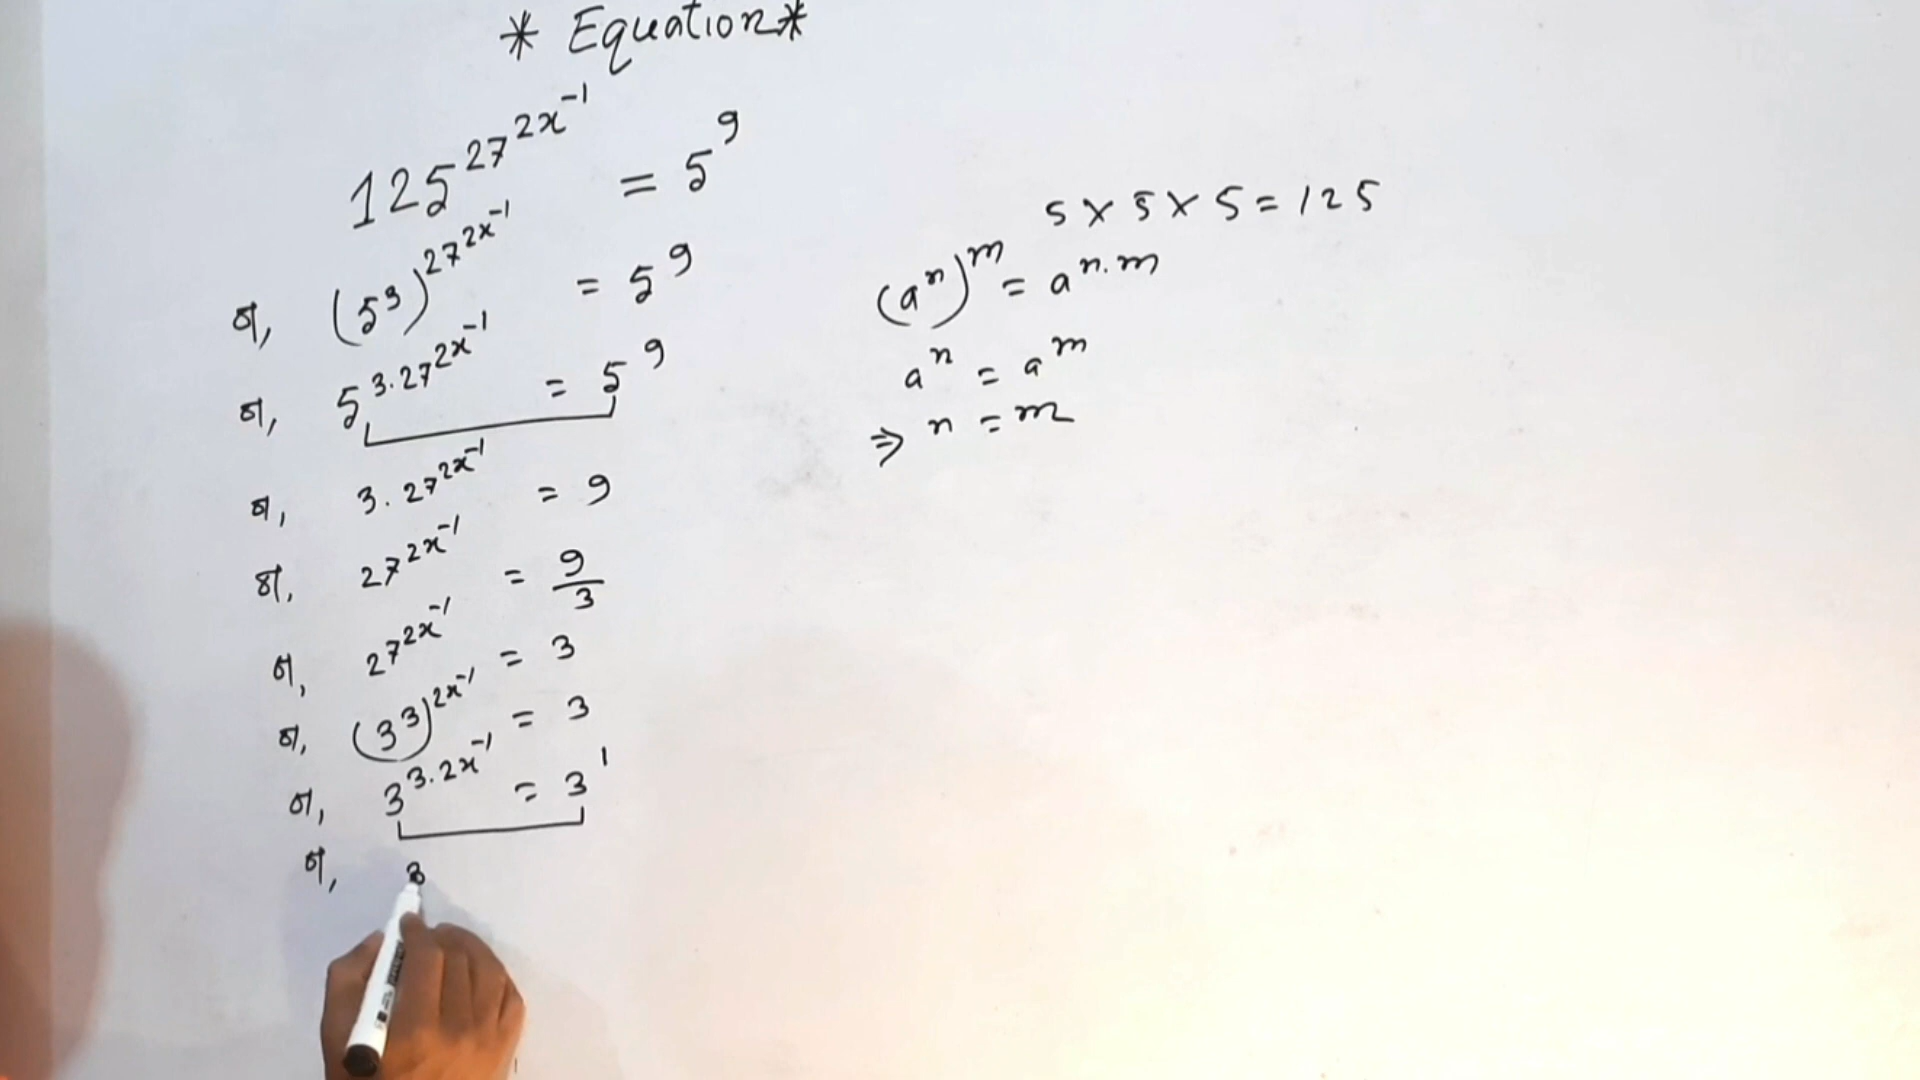 * Equation *
125^27^2x^-1 = 5^9
বা, (5^3)^27^2x^-1 = 5^9
বা, 5^3.27^2x^-1 = 5^9
বা, 3.27^2x^-1 = 9
বা, 27^2x^-1 = 9/3
বা, 27^2x^-1 = 3
বা, (3^3)^2x^-1 = 3
বা, 3^3.2x^-1 = 3^1
বা, 3
5 × 5 × 5 = 125
(a^n)^m = a^n.m
a^n = a^m
⇒ n = m